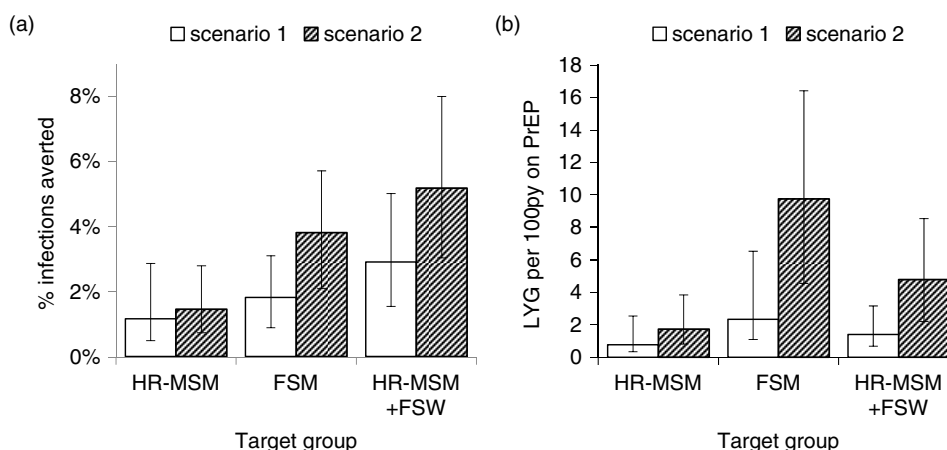 (a)
scenario 1 scenario 2
8%
6%
4%
2%
0%
% infections averted
HR-MSM FSM HR-MSM
+FSW
Target group
(b)
scenario 1 scenario 2
18
16
14
12
10
8
6
4
2
0
LYG per 100py on PrEP
HR-MSM FSM HR-MSM
+FSW
Target group